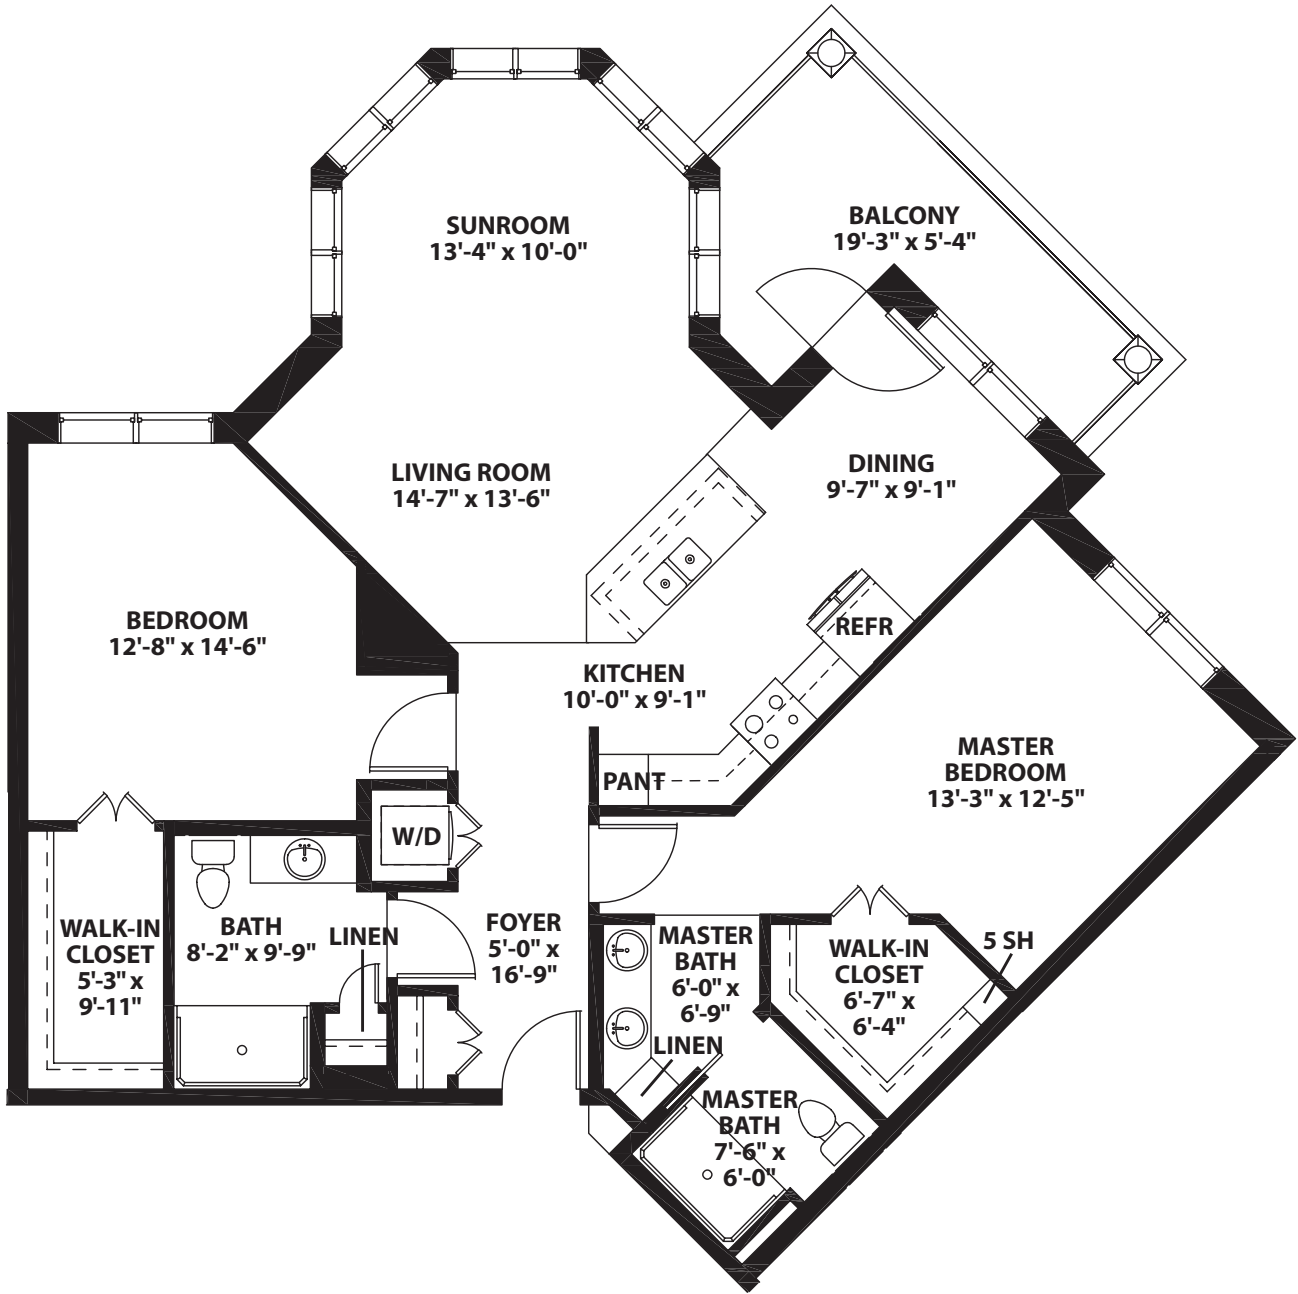 SUNROOM
13'-4" x 10'-0"
BALCONY
19'-3" x 5'-4"
LIVING ROOM
14'-7" x 13'-6"
DINING
9'-7" x 9'-1"
BEDROOM
12'-8" x 14'-6"
REFR
KITCHEN
10'-0" x 9'-1"
MASTER
BEDROOM
13'-3" x 12'-5"
PANT
W/D
WALK-IN
CLOSET
5'-3" x
9'-11"
BATH
8'-2" x 9'-9"
LINEN
FOYER
5'-0" x
16'-9"
MASTER
BATH
6'-0" x
6'-9"
WALK-IN
CLOSET
6'-7" x
6'-4"
5 SH
LINEN
MASTER
BATH
7'-6" x
6'-0"